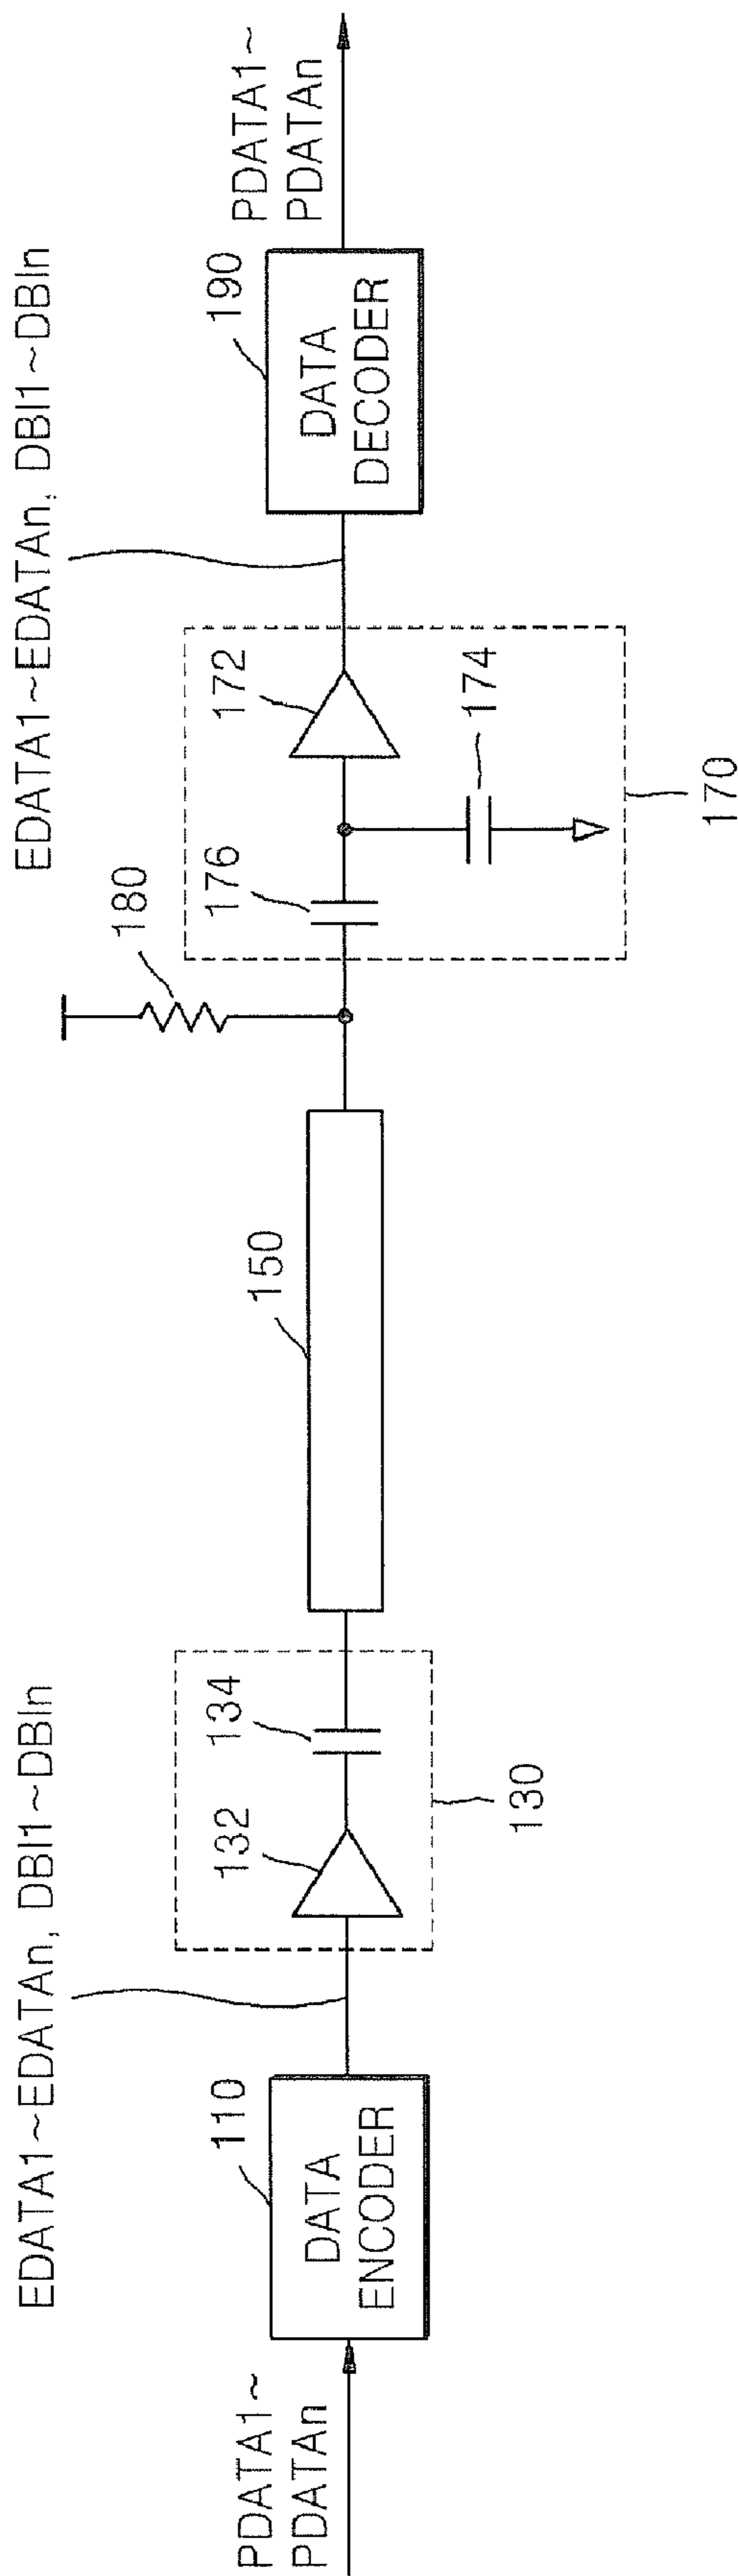 PDATA1~
PDATAn
110
DATA
ENCODER
EDATA1~EDATAn, DBI1~DBIn
132
134
130
150
180
176
172
174
170
EDATA1~EDATAn, DBI1~DBIn
190
DATA
DECODER
PDATA1~
PDATAn